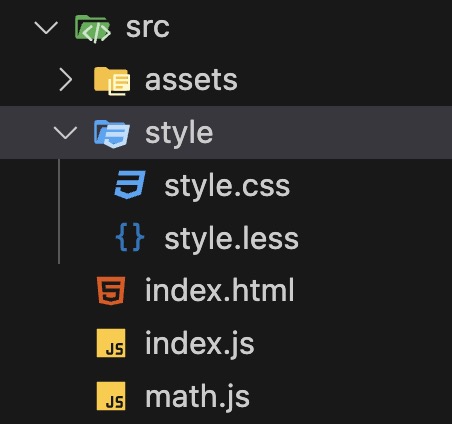 src
assets
style
style.css
style.less
index.html
index.js
math.js